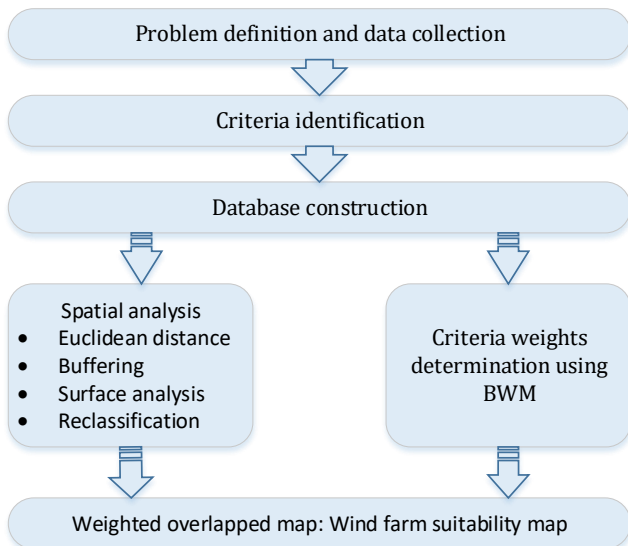 Problem definition and data collection
Criteria identification
Database construction
Spatial analysis
• Euclidean distance
• Buffering
• Surface analysis
• Reclassification
Criteria weights
determination using
BWM
Weighted overlapped map: Wind farm suitability map